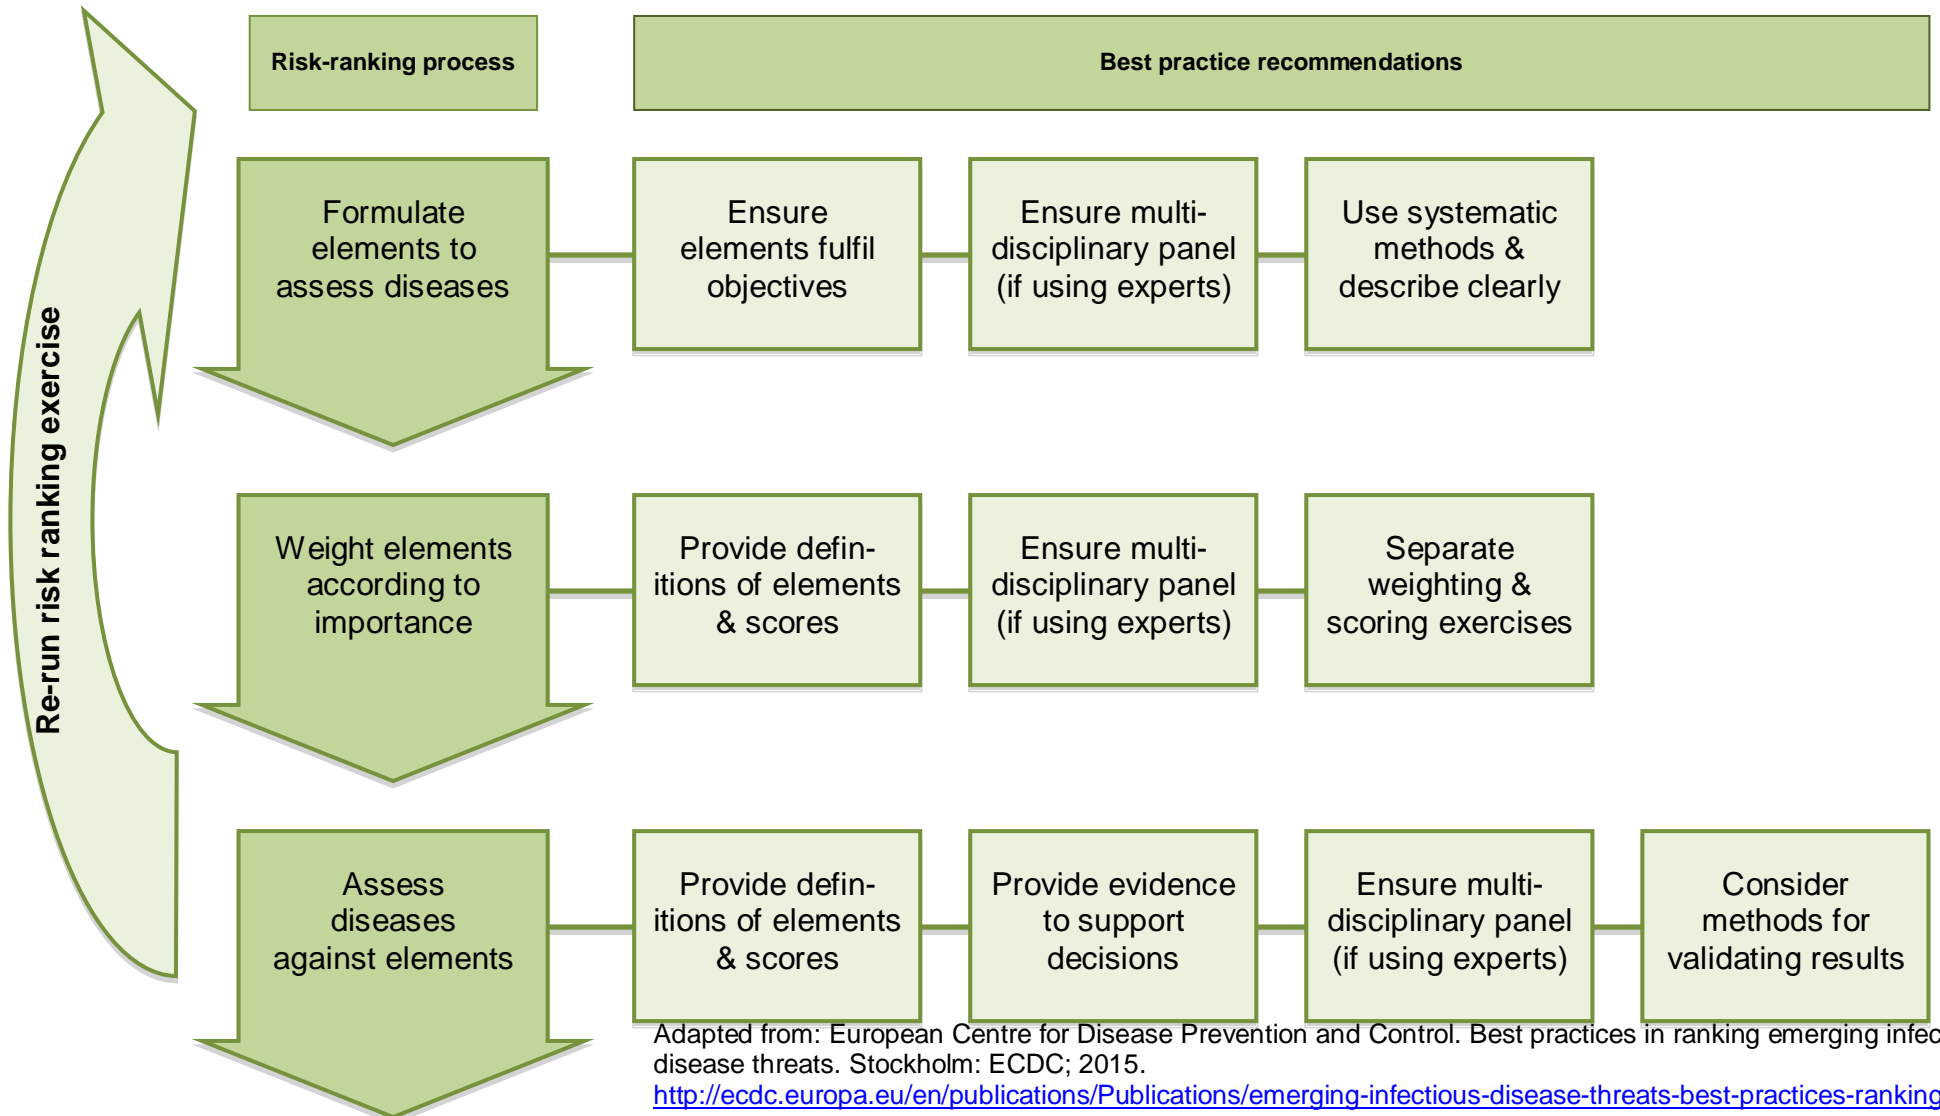 Risk-ranking process
Best practice recommendations
Re-run risk ranking exercise
Formulate
elements to
assess diseases
Ensure
elements fulfil
objectives
Ensure multi-
disciplinary panel
(if using experts)
Use systematic
methods &
describe clearly
Weight elements
according to
importance
Provide defin-
itions of elements
& scores
Ensure multi-
disciplinary panel
(if using experts)
Separate
weighting &
scoring exercises
Assess
diseases
against elements
Provide defin-
itions of elements
& scores
Provide evidence
to support
decisions
Ensure multi-
disciplinary panel
(if using experts)
Consider
methods for
validating results
Adapted from: European Centre for Disease Prevention and Control. Best practices in ranking emerging infec
disease threats. Stockholm: ECDC; 2015.
http://ecdc.europa.eu/en/publications/Publications/emerging-infectious-disease-threats-best-practices-ranking